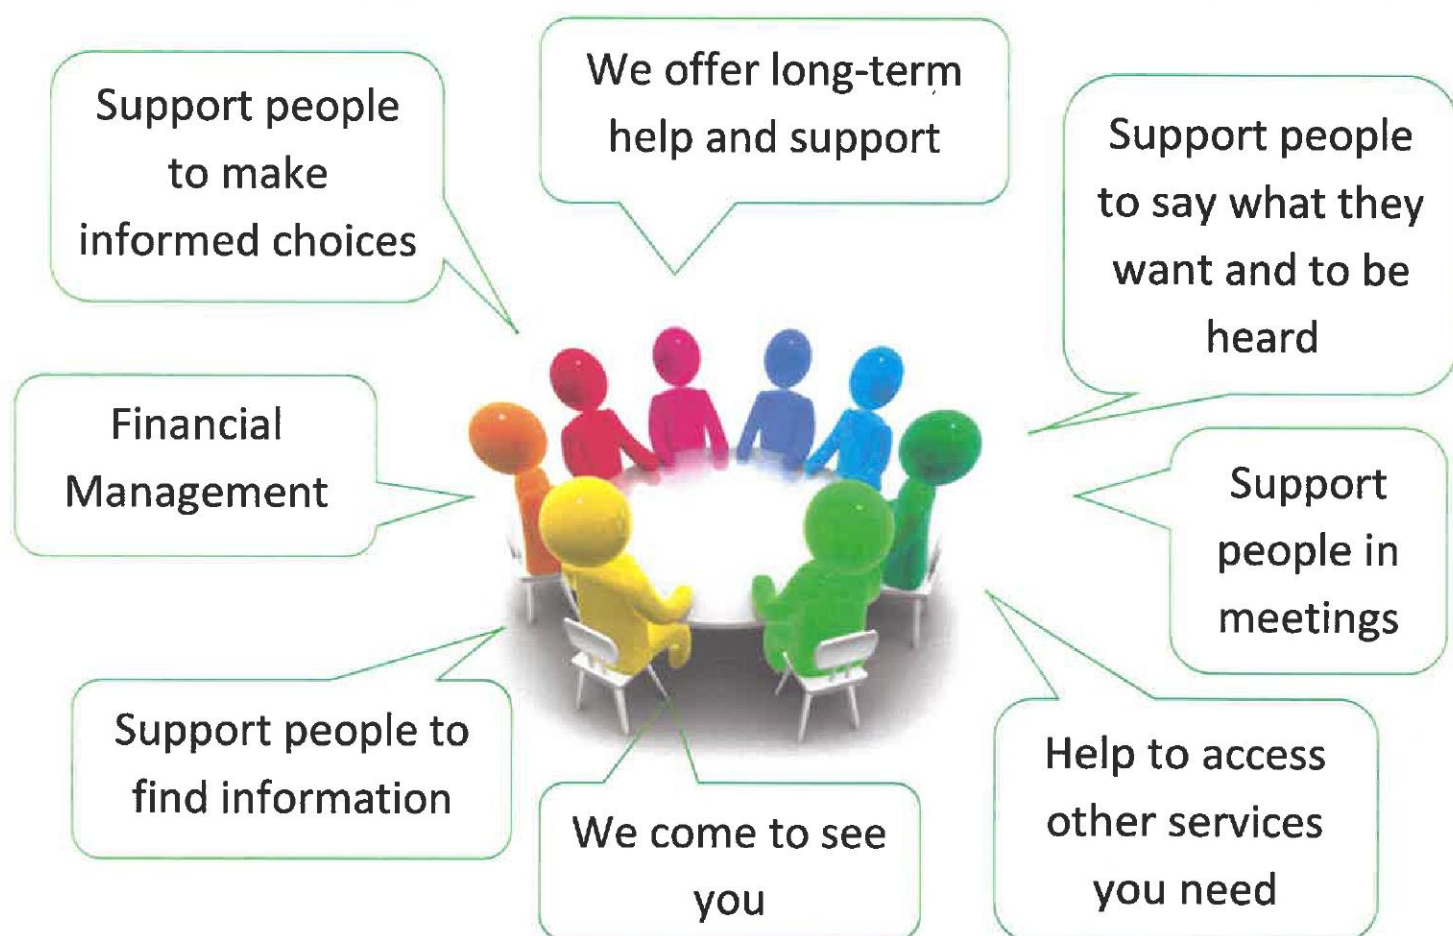 Support people
to make
informed choices
We offer long-term
help and support
Support people
to say what they
want and to be
heard
Financial
Management
Support
people in
meetings
Support people to
find information
We come to see
you
Help to access
other services
you need